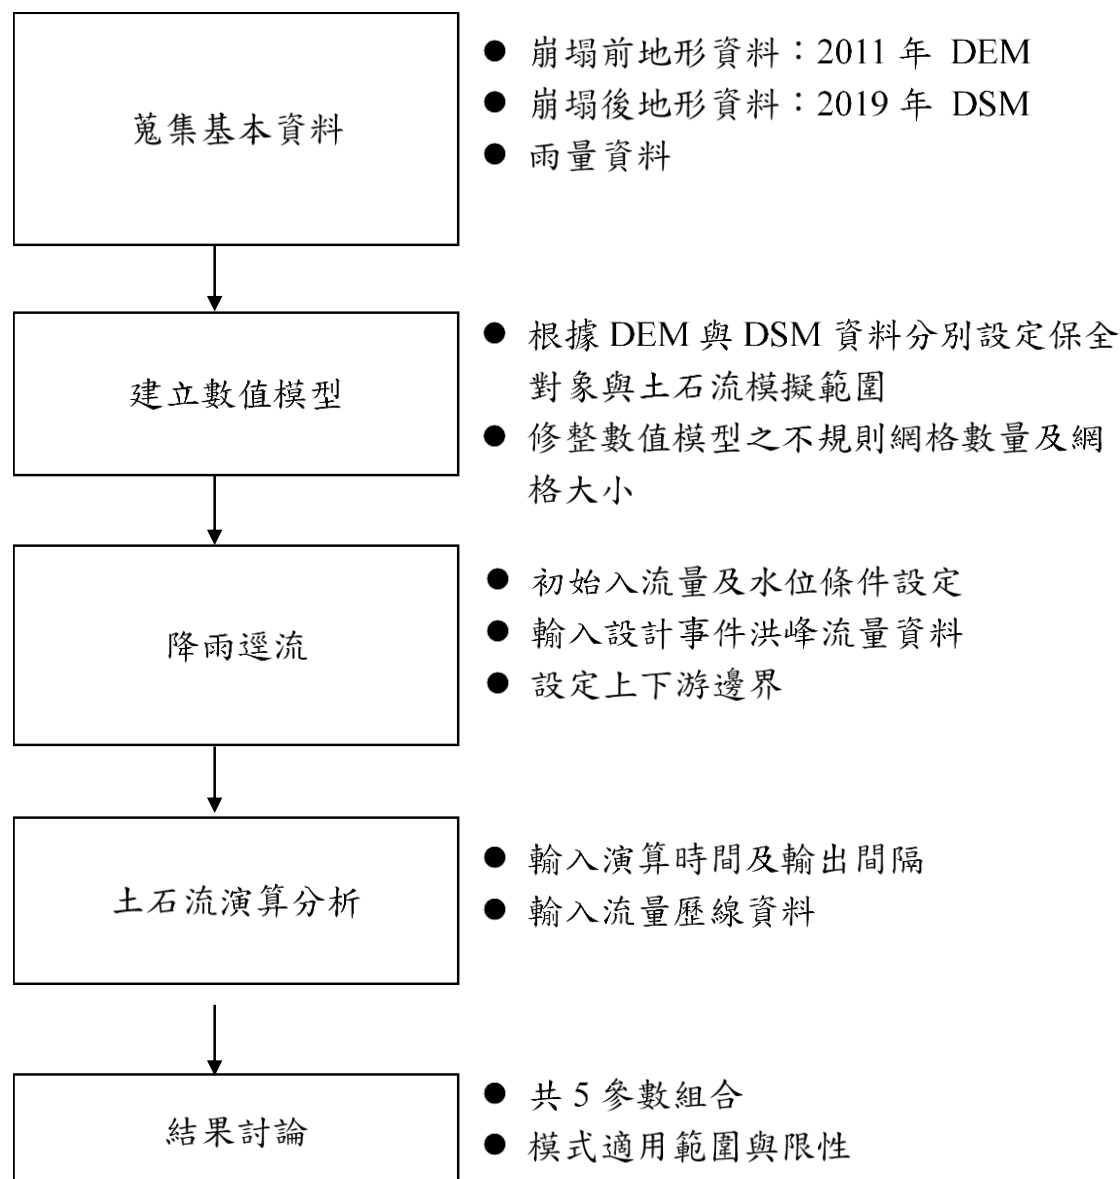 蒐集基本資料
● 崩塌前地形資料：2011 年 DEM
● 崩塌後地形資料：2019 年 DSM
● 雨量資料
建立數值模型
● 根據 DEM 與 DSM 資料分別設定保全
對象與土石流模擬範圍
● 修整數值模型之不規則網格數量及網
格大小
降雨逕流
● 初始入流量及水位條件設定
● 輸入設計事件洪峰流量資料
● 設定上下游邊界
土石流演算分析
● 輸入演算時間及輸出間隔
● 輸入流量歷線資料
結果討論
● 共 5 參數組合
● 模式適用範圍與限性